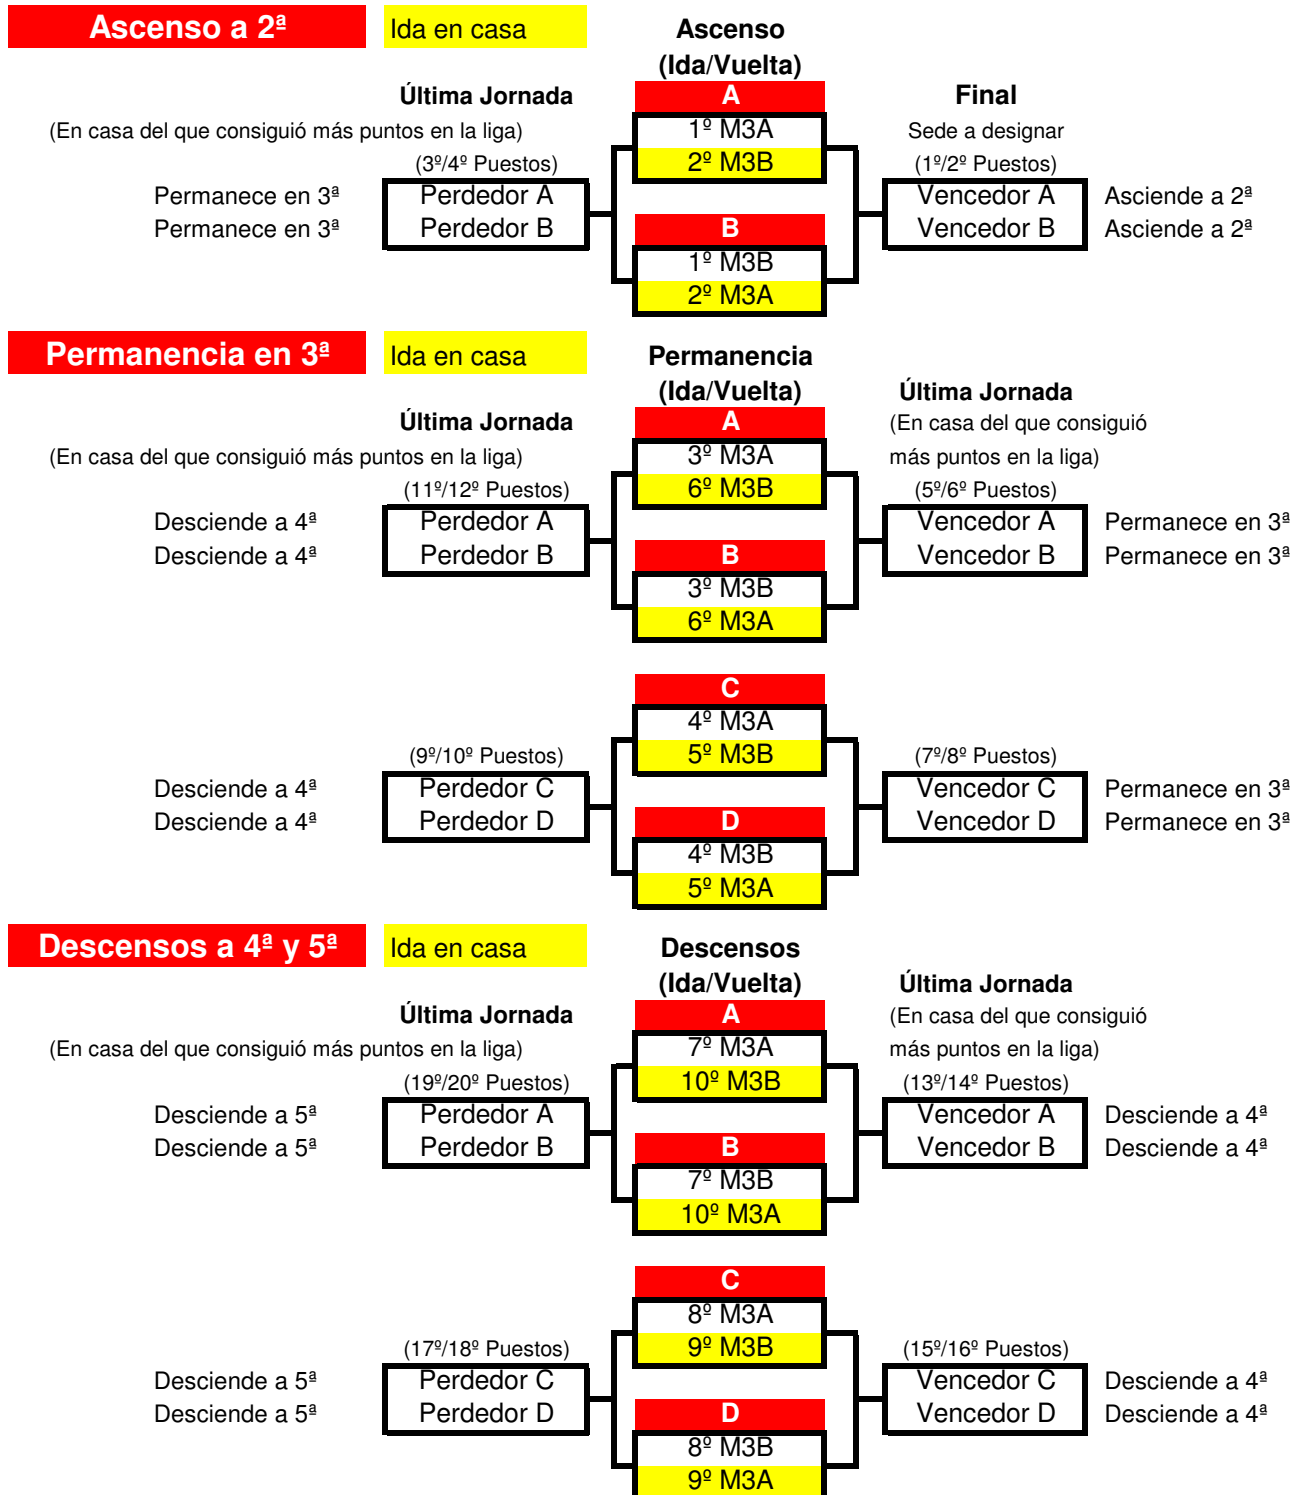 Ascenso a 2ª Ida en casa Ascenso
(Ida/Vuelta)
Última Jornada A Final
(En casa del que consiguió más puntos en la liga) 1º M3A Sede a designar
(3º/4º Puestos) 2º M3B (1º/2º Puestos)
Permanece en 3ª Perdedor A Vencedor A Asciende a 2ª
Permanece en 3ª Perdedor B B Vencedor B Asciende a 2ª
1º M3B
2º M3A
Permanencia en 3ª Ida en casa Permanencia
(Ida/Vuelta) Última Jornada
Última Jornada A (En casa del que consiguió
(En casa del que consiguió más puntos en la liga) 3º M3A más puntos en la liga)
(11º/12º Puestos) 6º M3B (5º/6º Puestos)
Desciende a 4ª Perdedor A Vencedor A Permanece en 3ª
Desciende a 4ª Perdedor B B Vencedor B Permanece en 3ª
3º M3B
6º M3A
C
4º M3A
(9º/10º Puestos) 5º M3B (7º/8º Puestos)
Desciende a 4ª Perdedor C Vencedor C Permanece en 3ª
Desciende a 4ª Perdedor D D Vencedor D Permanece en 3ª
4º M3B
5º M3A
Descensos a 4ª y 5ª Ida en casa Descensos
(Ida/Vuelta) Última Jornada
Última Jornada A (En casa del que consiguió
(En casa del que consiguió más puntos en la liga) 7º M3A más puntos en la liga)
(19º/20º Puestos) 10º M3B (13º/14º Puestos)
Desciende a 5ª Perdedor A Vencedor A Desciende a 4ª
Desciende a 5ª Perdedor B B Vencedor B Desciende a 4ª
7º M3B
10º M3A
C
8º M3A
(17º/18º Puestos) 9º M3B (15º/16º Puestos)
Desciende a 5ª Perdedor C Vencedor C Desciende a 4ª
Desciende a 5ª Perdedor D D Vencedor D Desciende a 4ª
8º M3B
9º M3A